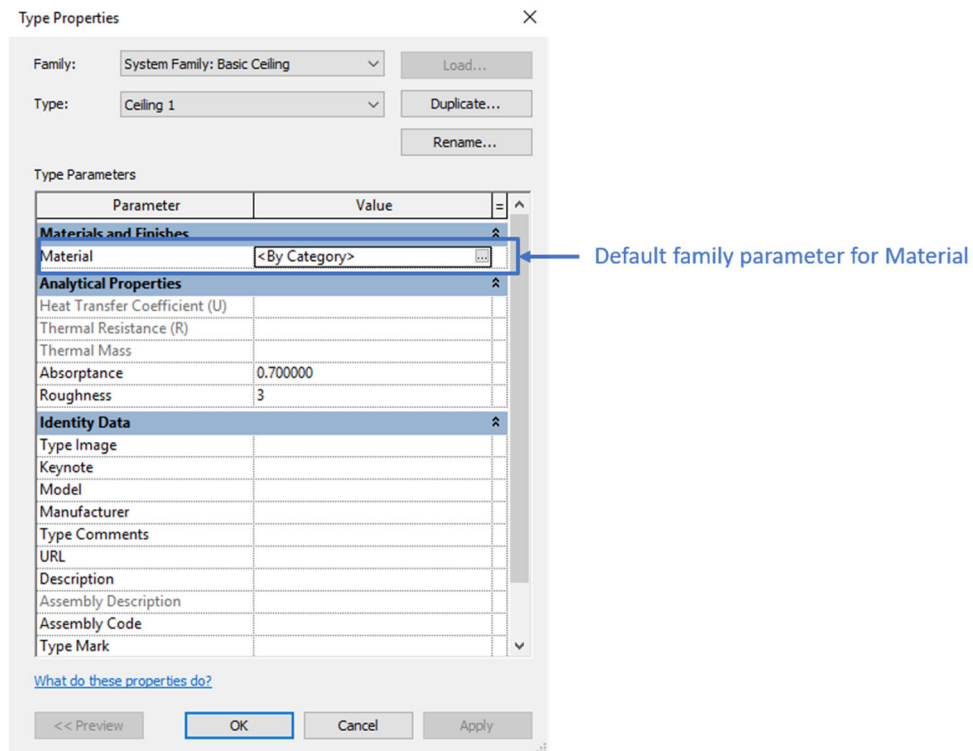 Type Properties
Family: System Family: Basic Ceiling Load...
Type: Ceiling 1 Duplicate...
Rename...
Type Parameters
Parameter Value =
Materials and Finishes
Material <By Category> ...
Default family parameter for Material
Analytical Properties
Heat Transfer Coefficient (U)
Thermal Resistance (R)
Thermal Mass
Absorptance 0.700000
Roughness 3
Identity Data
Type Image
Keynote
Model
Manufacturer
Type Comments
URL
Description
Assembly Description
Assembly Code
Type Mark
What do these properties do?
<< Preview OK Cancel Apply